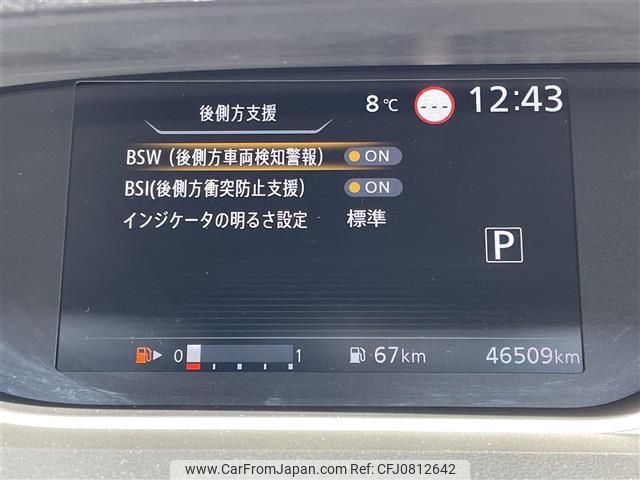 後側方支援
8℃
---
12:43
BSW (後側方車両検知警報) ON
BSI(後側方衝突防止支援) ON
インジケータの明るさ設定 標準
P
0 1
67km
46509km
www.CarFromJapan.com [CFJ] FD0812642